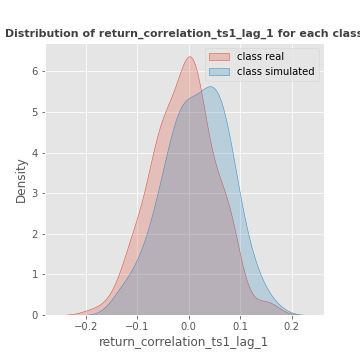 Distribution of return_correlation_ts1_lag_1 for each class
class real
class simulated
Density
6
5
4
3
2
1
0
−0.2 −0.1 0.0 0.1 0.2
return_correlation_ts1_lag_1